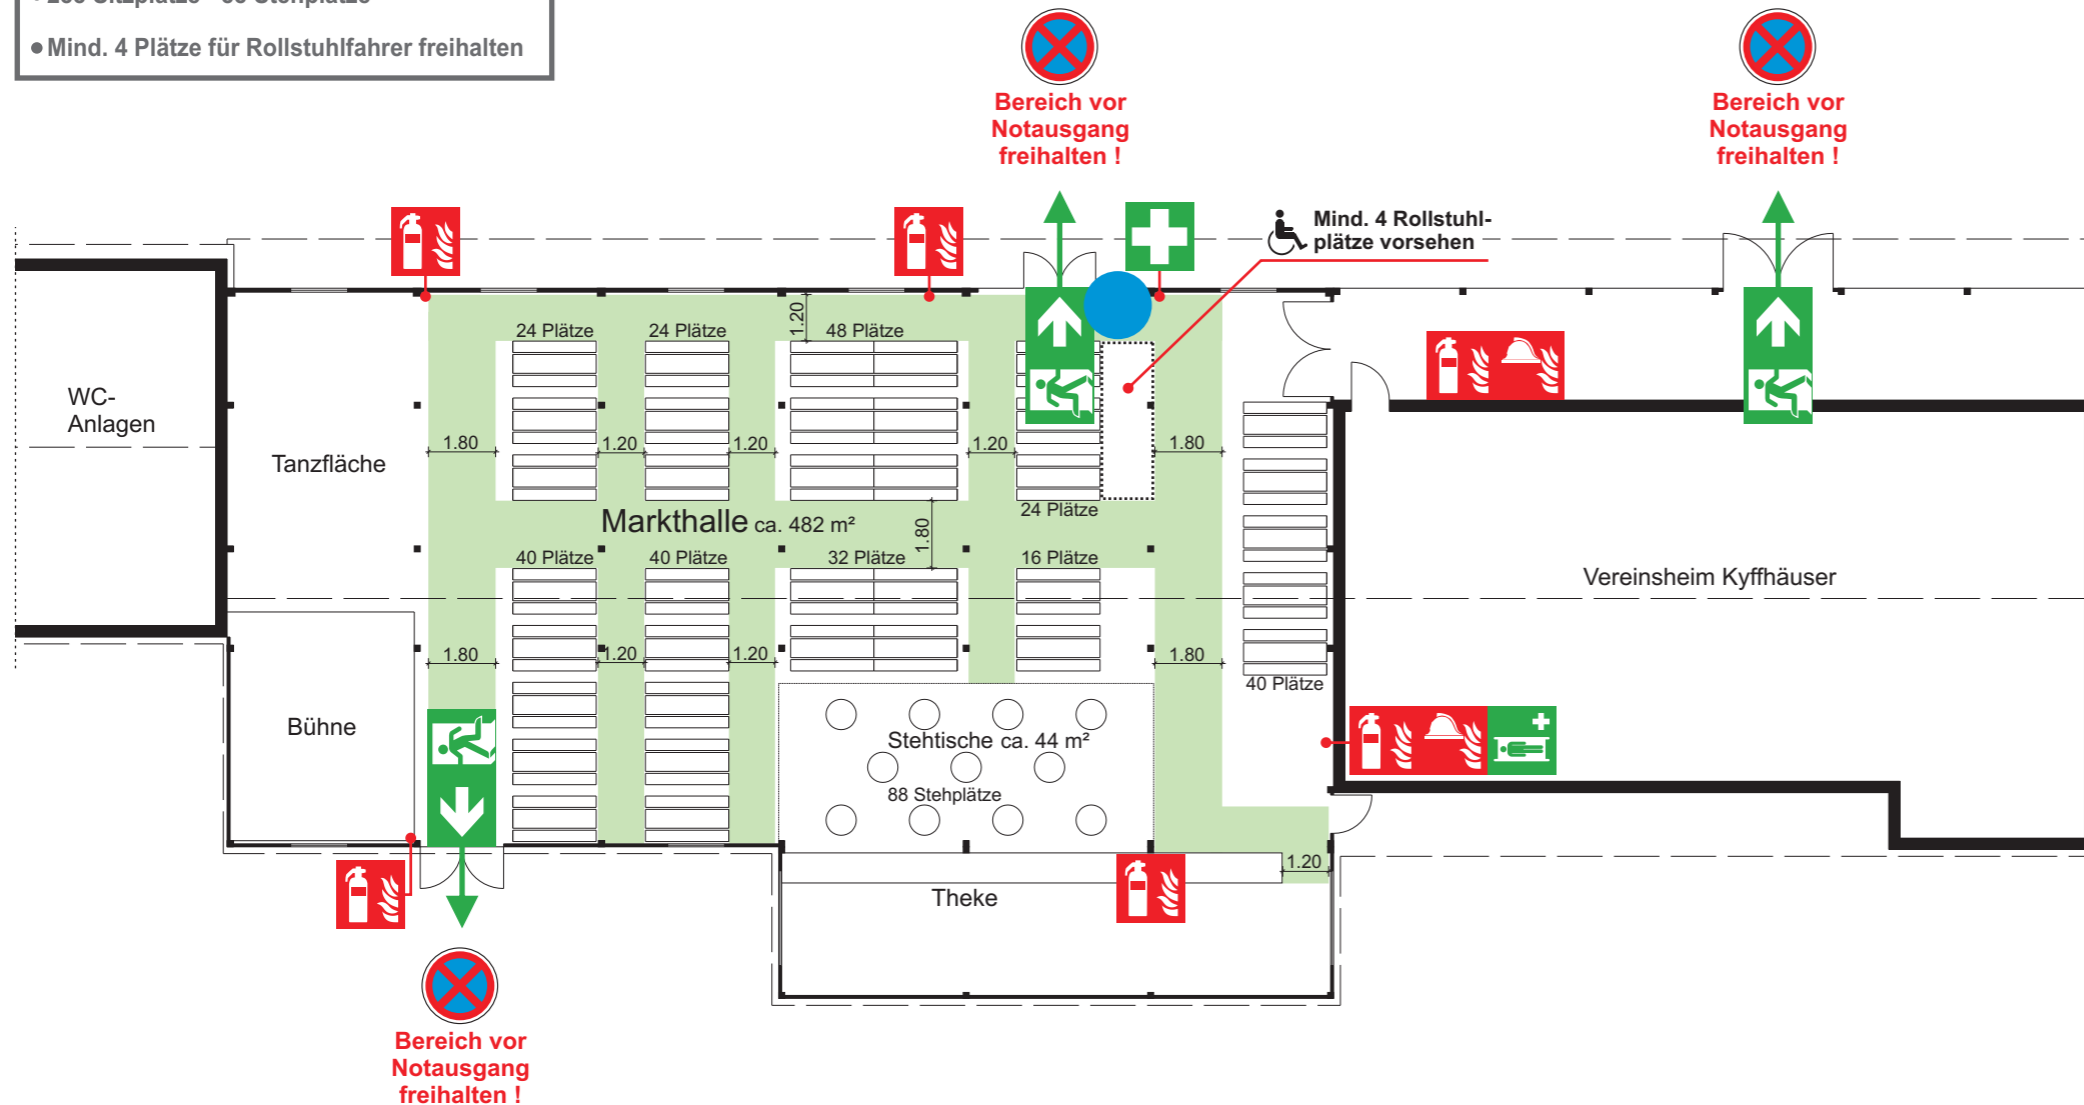 ● Mind. 4 Plätze für Rollstuhlfahrer freihalten
Bereich vor
Notausgang
freihalten !
Bereich vor
Notausgang
freihalten !
Mind. 4 Rollstuhl-
plätze vorsehen
1.20
24 Plätze
24 Plätze
48 Plätze
WC-
Anlagen
Tanzfläche
1.80
1.20
1.20
1.20
1.80
24 Plätze
Markthalle ca. 482 m²
1.80
40 Plätze
40 Plätze
32 Plätze
16 Plätze
Vereinsheim Kyffhäuser
1.80
1.20
1.20
1.80
40 Plätze
Bühne
Stehtische ca. 44 m²
88 Stehplätze
1.20
Theke
Bereich vor
Notausgang
freihalten !